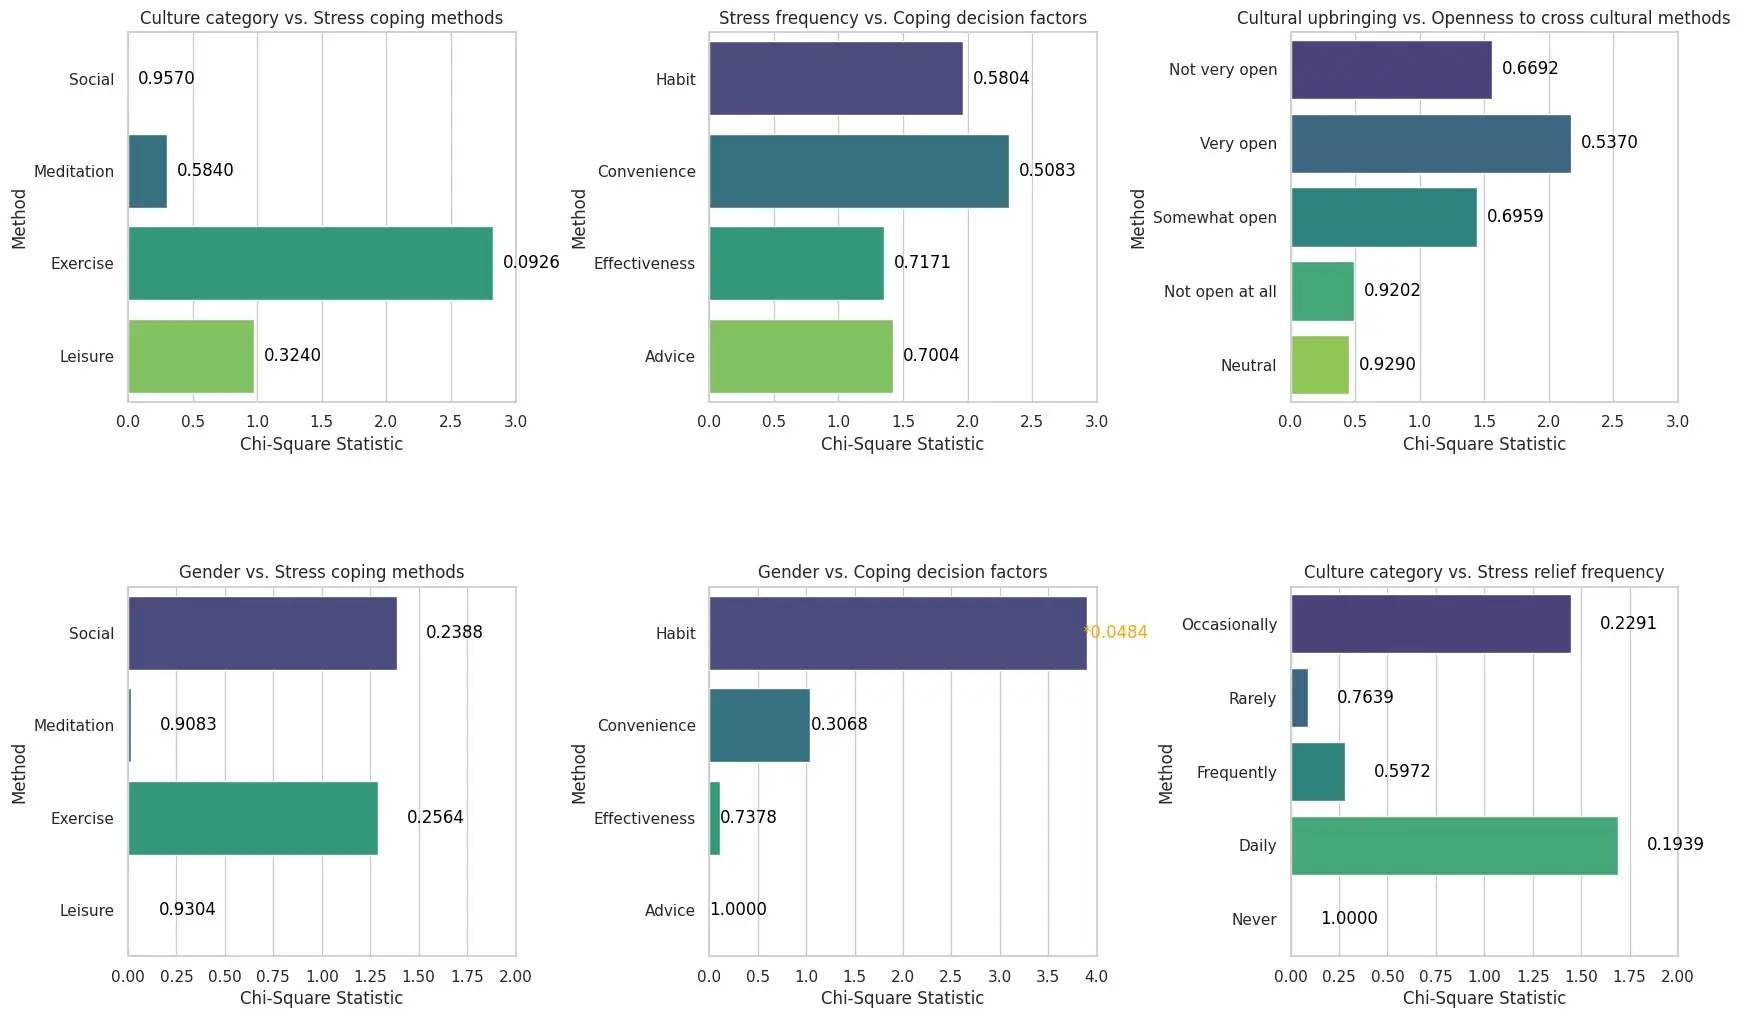 Culture category vs. Stress coping methods
Social
0.9570
Meditation
0.5840
Exercise
0.0926
Leisure
0.3240
Method
0.0 0.5 1.0 1.5 2.0 2.5 3.0
Chi-Square Statistic
Stress frequency vs. Coping decision factors
Habit
0.5804
Convenience
0.5083
Effectiveness
0.7171
Advice
0.7004
Method
0.0 0.5 1.0 1.5 2.0 2.5 3.0
Chi-Square Statistic
Cultural upbringing vs. Openness to cross cultural methods
Not very open
0.6692
Very open
0.5370
Somewhat open
0.6959
Not open at all
0.9202
Neutral
0.9290
Method
0.0 0.5 1.0 1.5 2.0 2.5 3.0
Chi-Square Statistic
Gender vs. Stress coping methods
Social
0.2388
Meditation
0.9083
Exercise
0.2564
Leisure
0.9304
Method
0.00 0.25 0.50 0.75 1.00 1.25 1.50 1.75 2.00
Chi-Square Statistic
Gender vs. Coping decision factors
Habit
*0.0484
Convenience
0.3068
Effectiveness
0.7378
Advice
1.0000
Method
0.0 0.5 1.0 1.5 2.0 2.5 3.0 3.5 4.0
Chi-Square Statistic
Culture category vs. Stress relief frequency
Occasionally
0.2291
Rarely
0.7639
Frequently
0.5972
Daily
0.1939
Never
1.0000
Method
0.00 0.25 0.50 0.75 1.00 1.25 1.50 1.75 2.00
Chi-Square Statistic